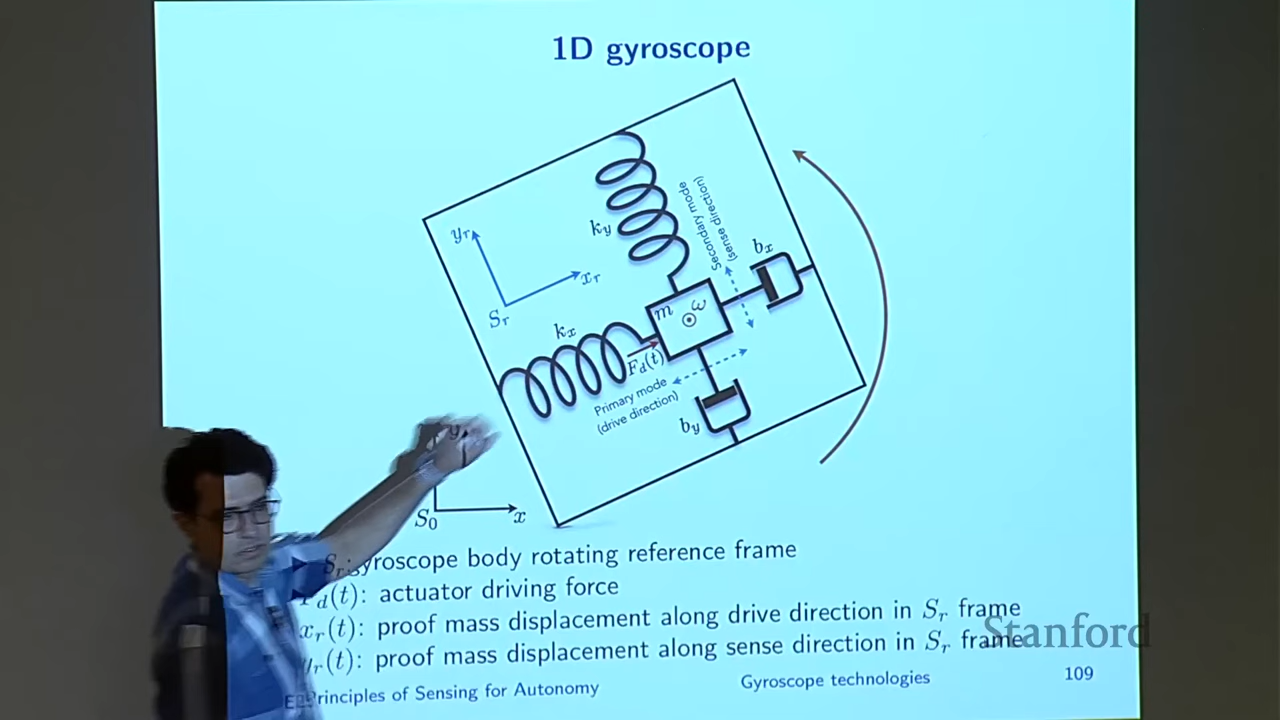 1D gyroscope
k_y
Secondary mode
(sense direction)
b_x
y_r
x_r
S_r
k_x
m
ω
F_d(t)
Primary mode
(drive direction)
b_y
y
S_0
x
S_r: gyroscope body rotating reference frame
F_d(t): actuator driving force
x_r(t): proof mass displacement along drive direction in S_r frame
y_r(t): proof mass displacement along sense direction in S_r frame
Stanford
Principles of Sensing for Autonomy
Gyroscope technologies
109